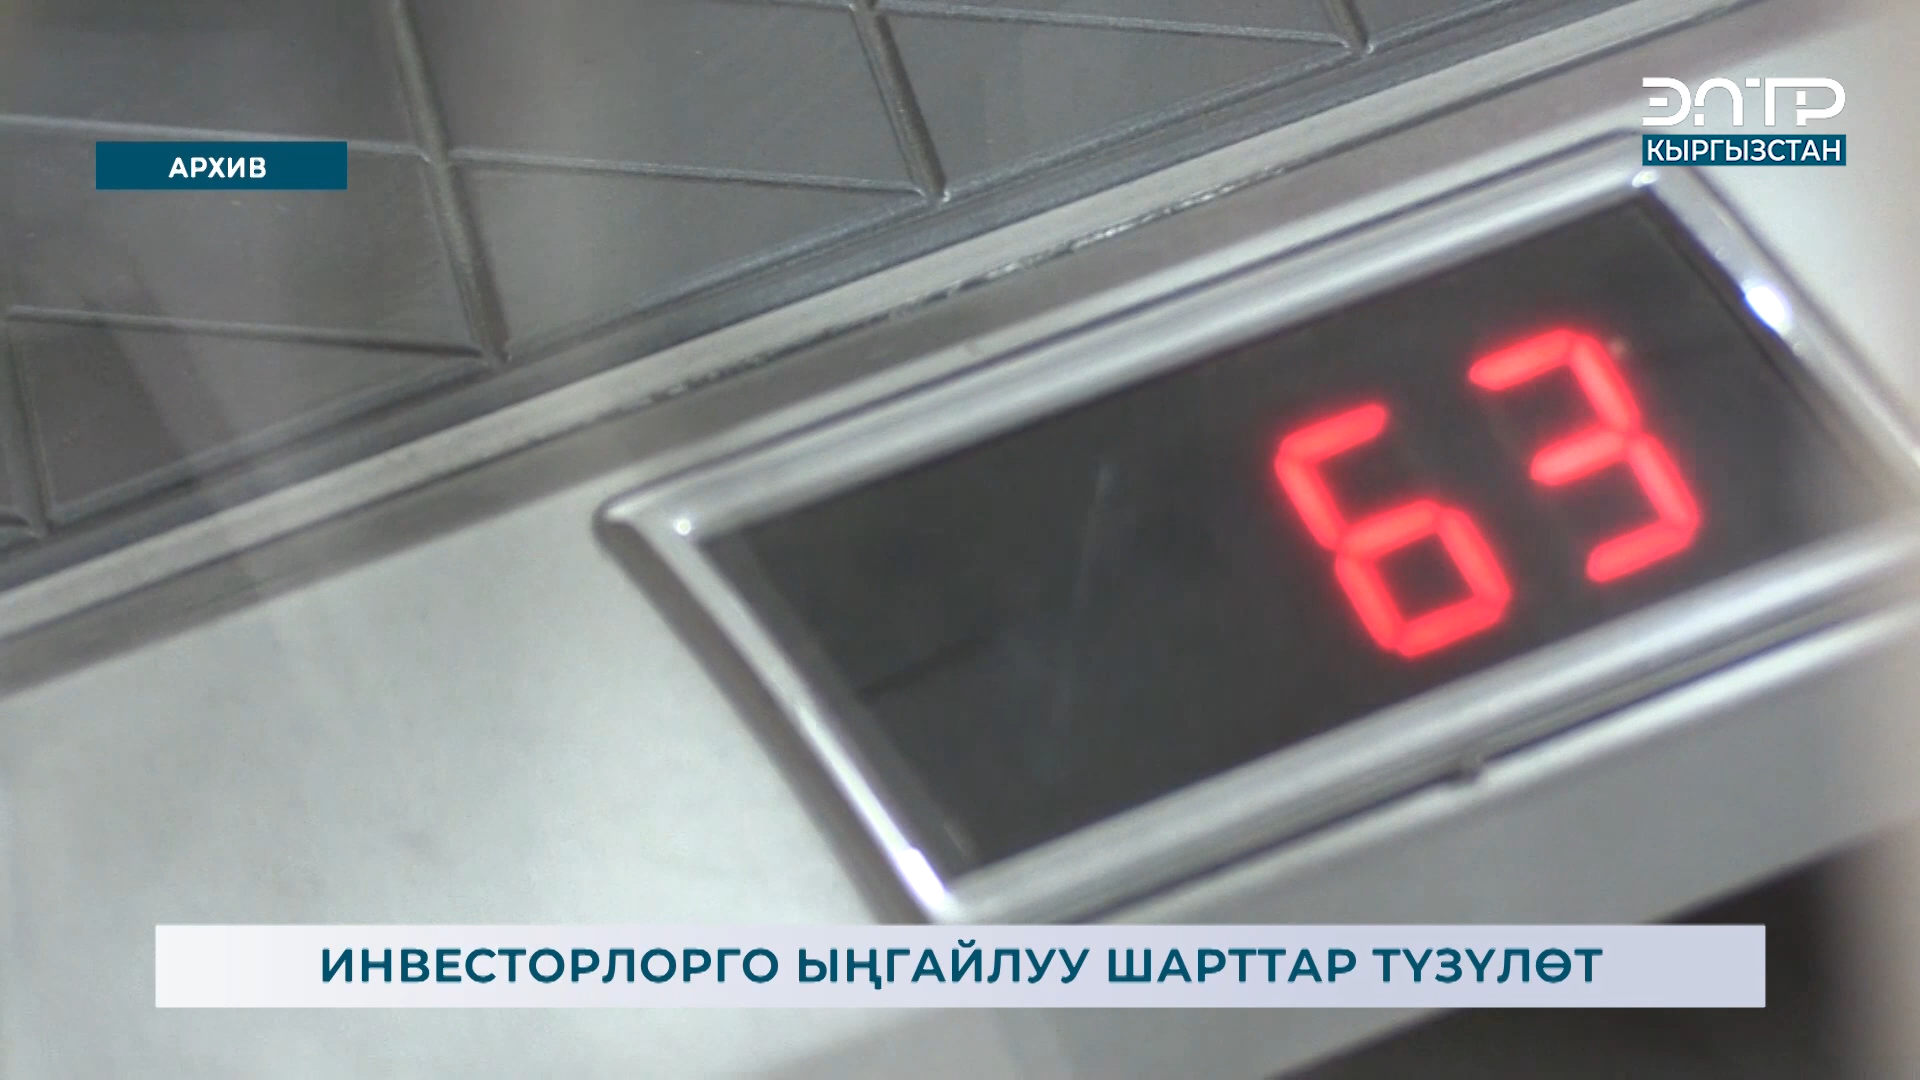 ЭЛТР
КЫРГЫЗСТАН
АРХИВ
63
ИНВЕСТОРЛОРГО ЫҢГАЙЛУУ ШАРТТАР ТҮЗҮЛӨТ